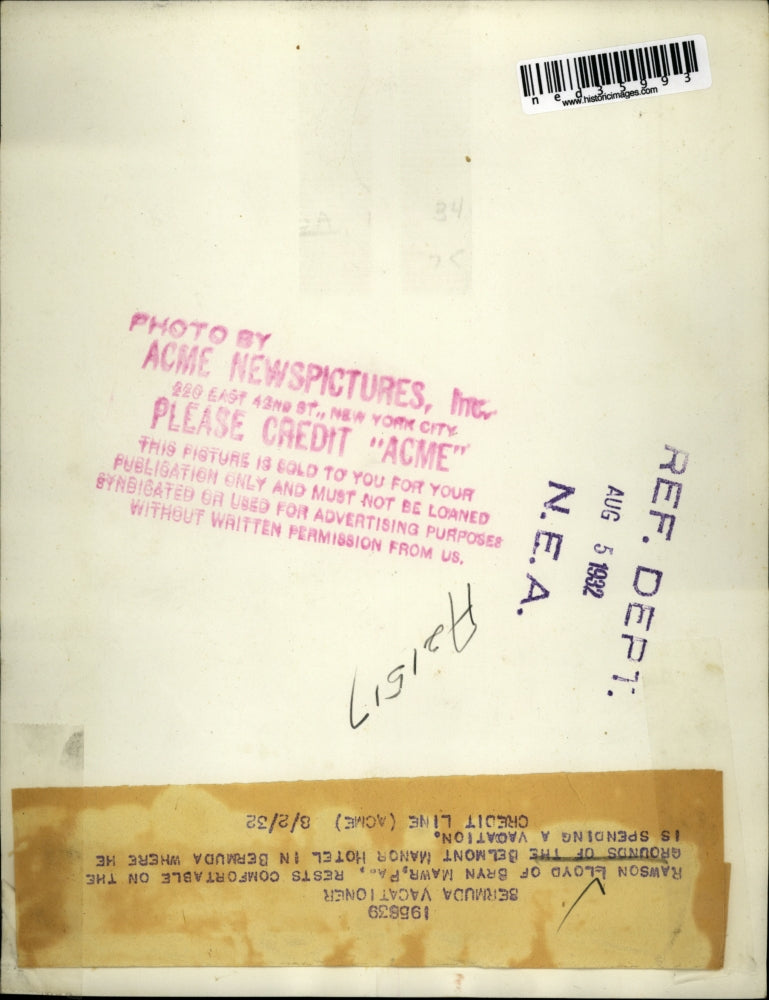 ned35993
www.historicimages.com
34
PHOTO BY
ACME NEWSPICTURES, Inc.
220 EAST 42ND ST., NEW YORK CITY
PLEASE CREDIT "ACME"
THIS PICTURE IS SOLD TO YOU FOR YOUR
PUBLICATION ONLY AND MUST NOT BE LOANED
SYNDICATED OR USED FOR ADVERTISING PURPOSES
WITHOUT WRITTEN PERMISSION FROM US.
REF. DEPT.
AUG 5 1932
N.E.A.
A21517
195839
BERMUDA VACATIONER
RAWSON LLOYD OF BRYN MAWR, PA., RESTS COMFORTABLE ON THE
GROUNDS OF THE BELMONT MANOR HOTEL IN BERMUDA WHERE HE
IS SPENDING A VACATION.
CREDIT LINE (ACME) 8/2/32